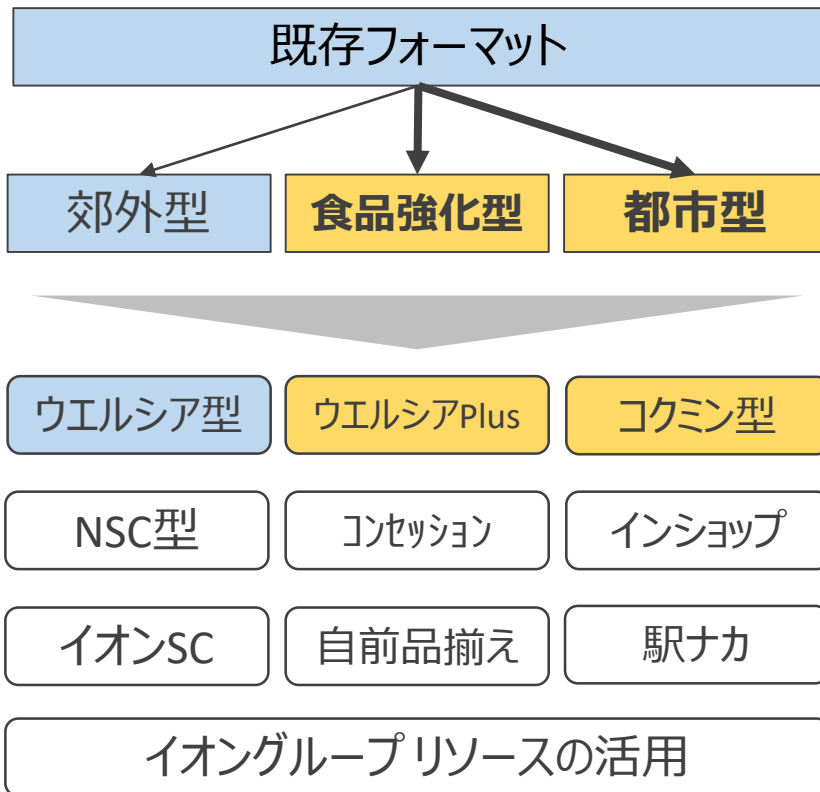 既存フォーマット
郊外型
食品強化型
都市型
ウエルシア型
ウエルシアPlus
コクミン型
NSC型
コンセッション
インショップ
イオンSC
自前品揃え
駅ナカ
イオングループ リソースの活用